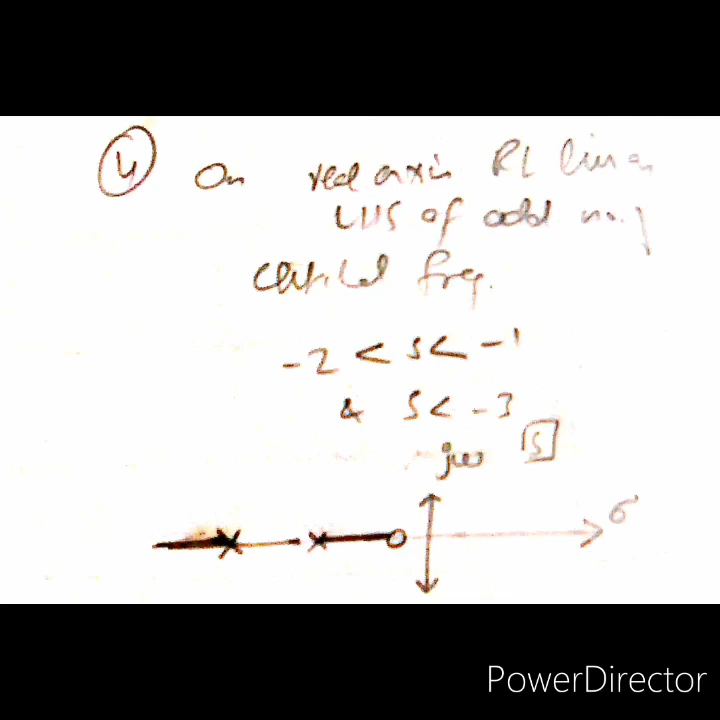 ④ On real axis RL lies on
LHS of odd no. of
critical freq.
-2 < s < -1
& s < -3
jω [s]
σ
PowerDirector